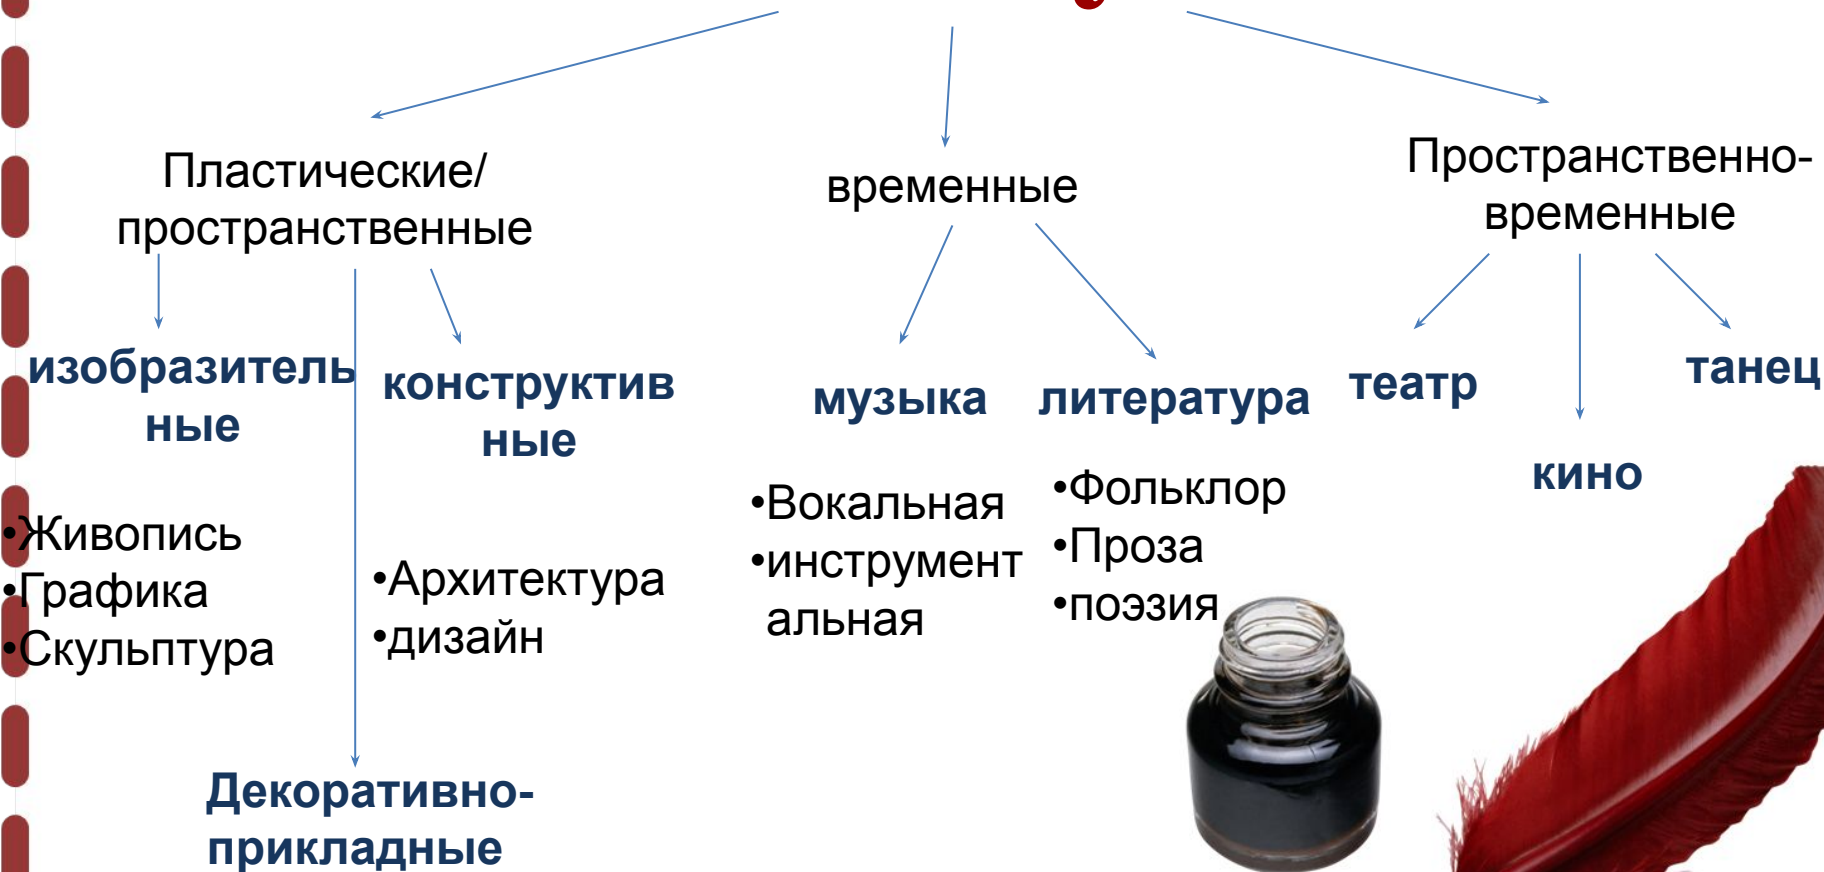 Пластические/
пространственные
временные
Пространственно-
временные
изобразитель
ные
конструктив
ные
музыка
литература
театр
кино
танец
•Живопись
•Графика
•Скульптура
•Архитектура
•дизайн
•Вокальная
•инструмент
альная
•Фольклор
•Проза
•поэзия
Декоративно-
прикладные